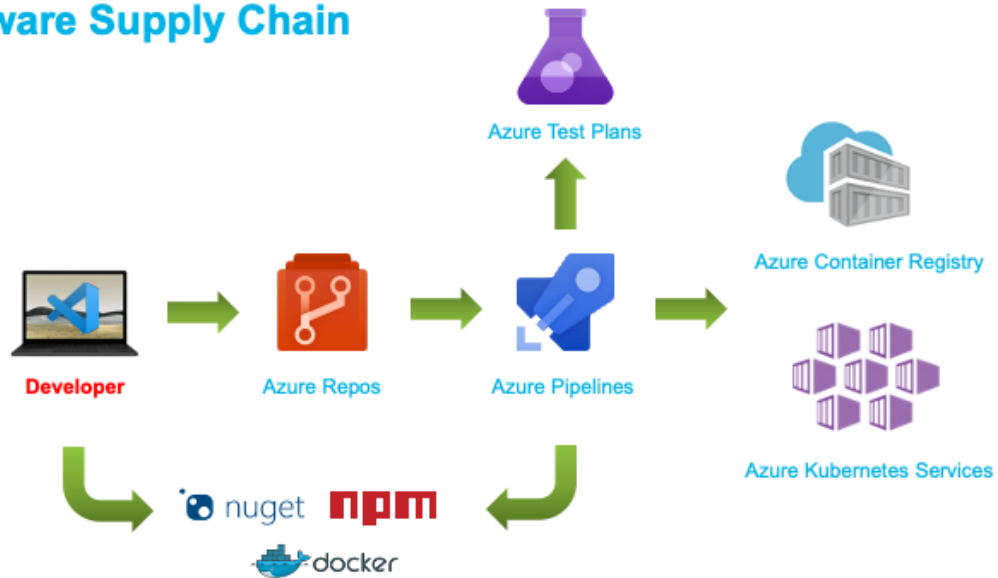 ware Supply Chain
Azure Test Plans
Azure Container Registry
Developer
Azure Repos
Azure Pipelines
Azure Kubernetes Services
nuget
npm
docker